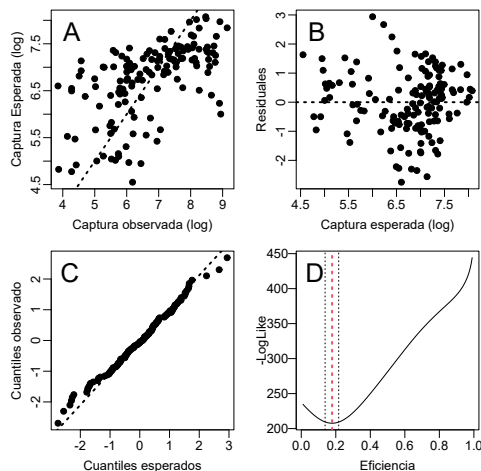 A
Captura Esperada (log)
4.5 5.5 6.5 7.5
4 5 6 7 8 9
Captura observada (log)
B
Residuales
-2 -1 0 1 2 3
4.5 5.5 6.5 7.5
Captura esperada (log)
C
Cuantiles observado
-2 -1 0 1 2
-2 -1 0 1 2 3
Cuantiles esperados
D
-LogLike
200 250 300 350 400 450
0.0 0.2 0.4 0.6 0.8 1.0
Eficiencia